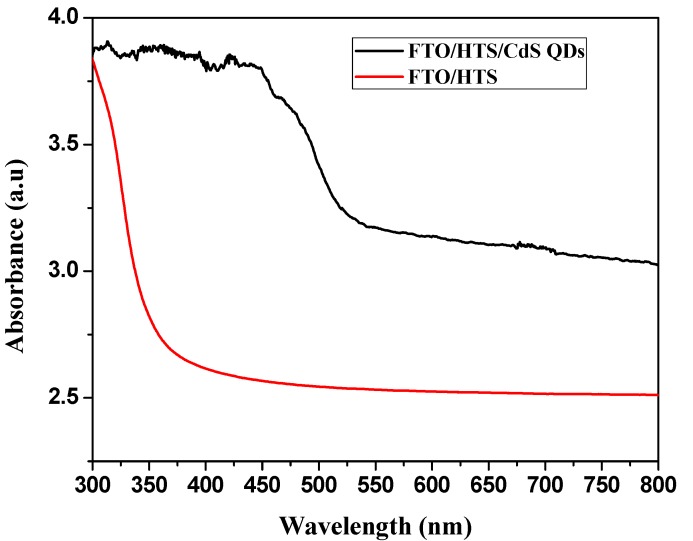 4.0
3.5
3.0
2.5
Absorbance (a.u)
FTO/HTS/CdS QDs
FTO/HTS
300 350 400 450 500 550 600 650 700 750 800
Wavelength (nm)